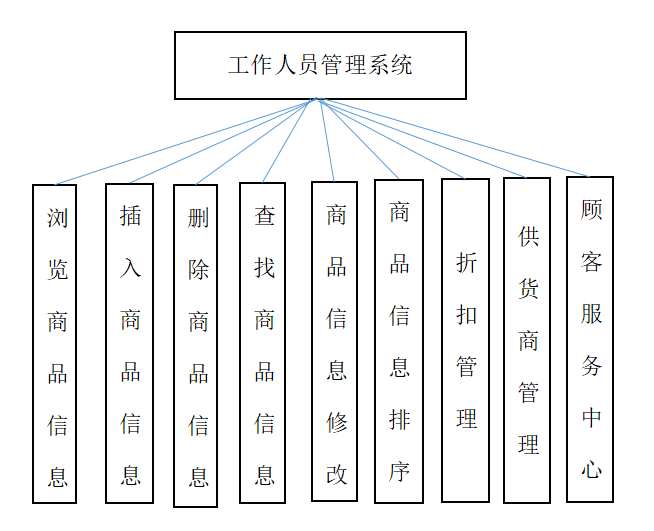 工作人员管理系统
浏览商品信息
插入商品信息
删除商品信息
查找商品信息
商品信息修改
商品信息排序
折扣管理
供货商管理
顾客服务中心